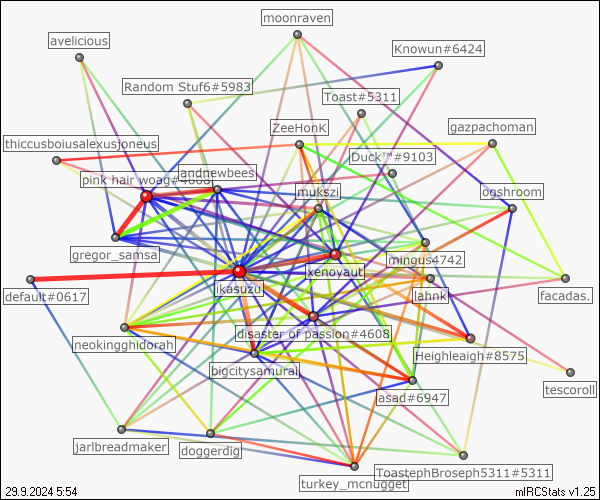 moonraven
avelicious
Knowun#6424
Random Stuf6#5983
Toast#5311
ZeeHonK
gazpachoman
thiccusboiusalexusjoneus
Duck™#9103
andnewbees
pink hair woag#4008
mukszi
ogshroom
gregor_samsa
mingus4742
xenoyaut
ikasuzu
lahnk
default#0617
facadas.
disaster of passion#4608
neokingghidorah
Heighleaigh#8575
bigcitysamurai
tescoroll
asad#6947
jarlbreadmaker
doggerdig
ToastephBroseph5311#5311
turkey_mcnugget
29.9.2024 5:54
mIRCStats v1.25